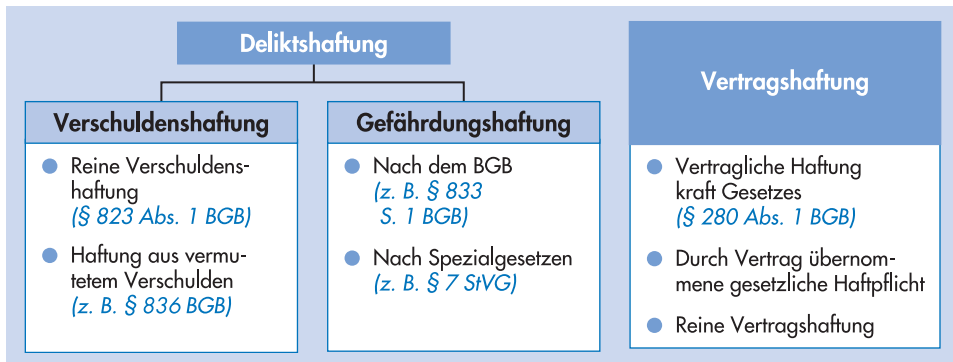 Deliktshaftung
Verschuldenshaftung
● Reine Verschuldens-
haftung
(§ 823 Abs. 1 BGB)
● Haftung aus vermu-
tetem Verschulden
(z. B. § 836 BGB)
Gefährdungshaftung
● Nach dem BGB
(z. B. § 833
S. 1 BGB)
● Nach Spezialgesetzen
(z. B. § 7 StVG)
Vertragshaftung
● Vertragliche Haftung
kraft Gesetzes
(§ 280 Abs. 1 BGB)
● Durch Vertrag übernom-
mene gesetzliche Haftpflicht
● Reine Vertragshaftung